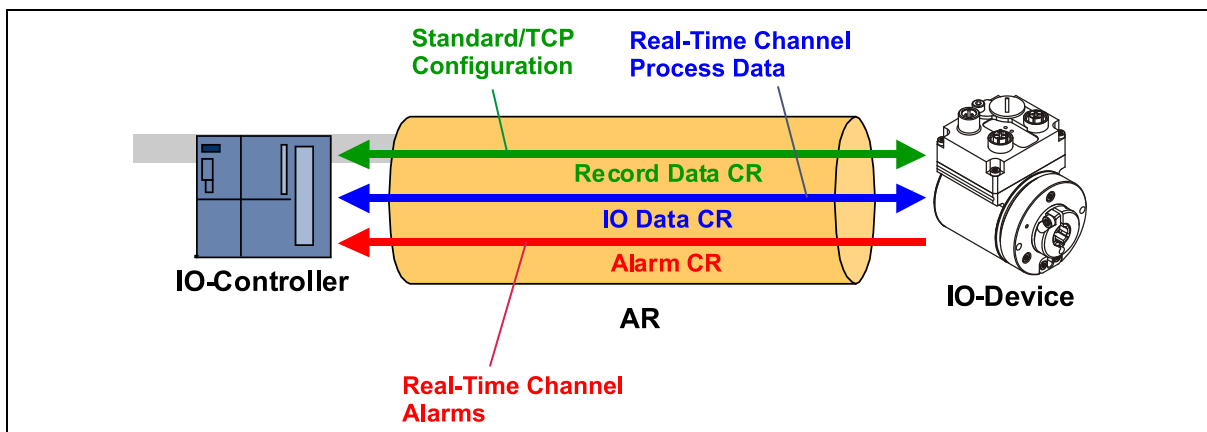 Standard/TCP
Configuration
Real-Time Channel
Process Data
Record Data CR
IO Data CR
Alarm CR
IO-Controller
IO-Device
AR
Real-Time Channel
Alarms